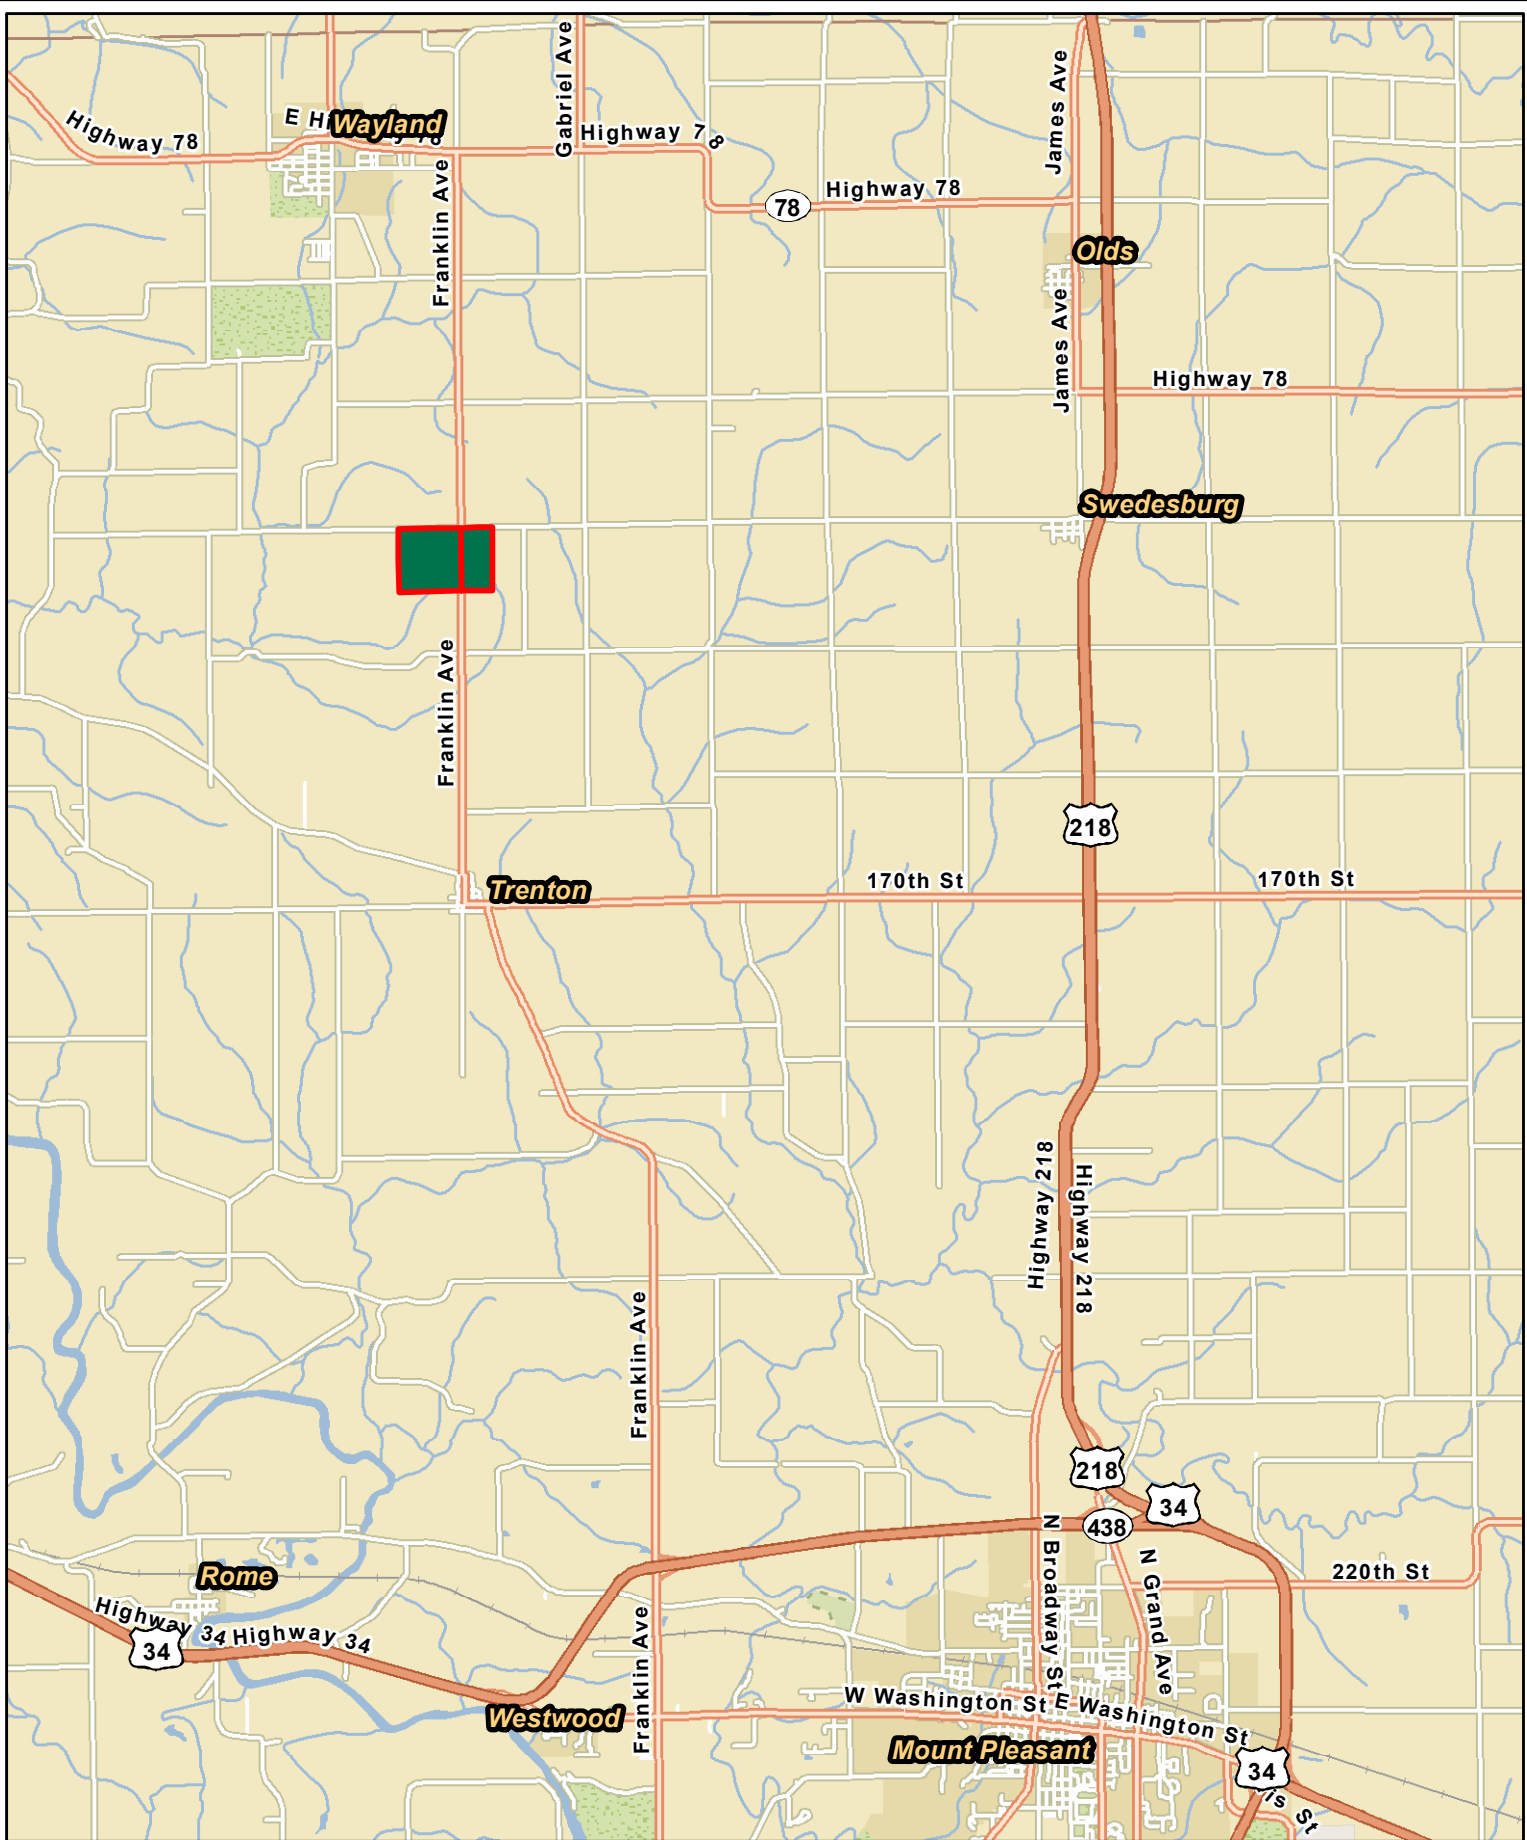 Gabriel Ave
James Ave
Highway 78
Wayland
Highway 78
Highway 78
78
Franklin Ave
Olds
James Ave
Highway 78
Swedesburg
Franklin Ave
218
Trenton
170th St
170th St
Highway 218
Highway 218
Franklin Ave
218
34
438
N Broadway St
N Grand Ave
220th St
Rome
Highway 34
Highway 34
34
Franklin Ave
Westwood
W Washington St
E Washington St
Mount Pleasant
34